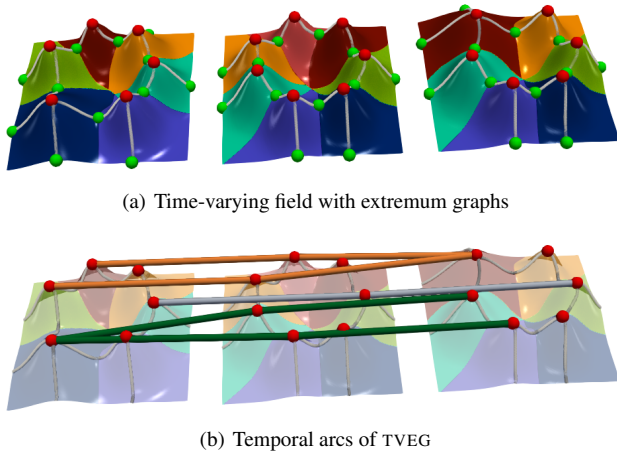 (a) Time-varying field with extremum graphs
(b) Temporal arcs of TVEG